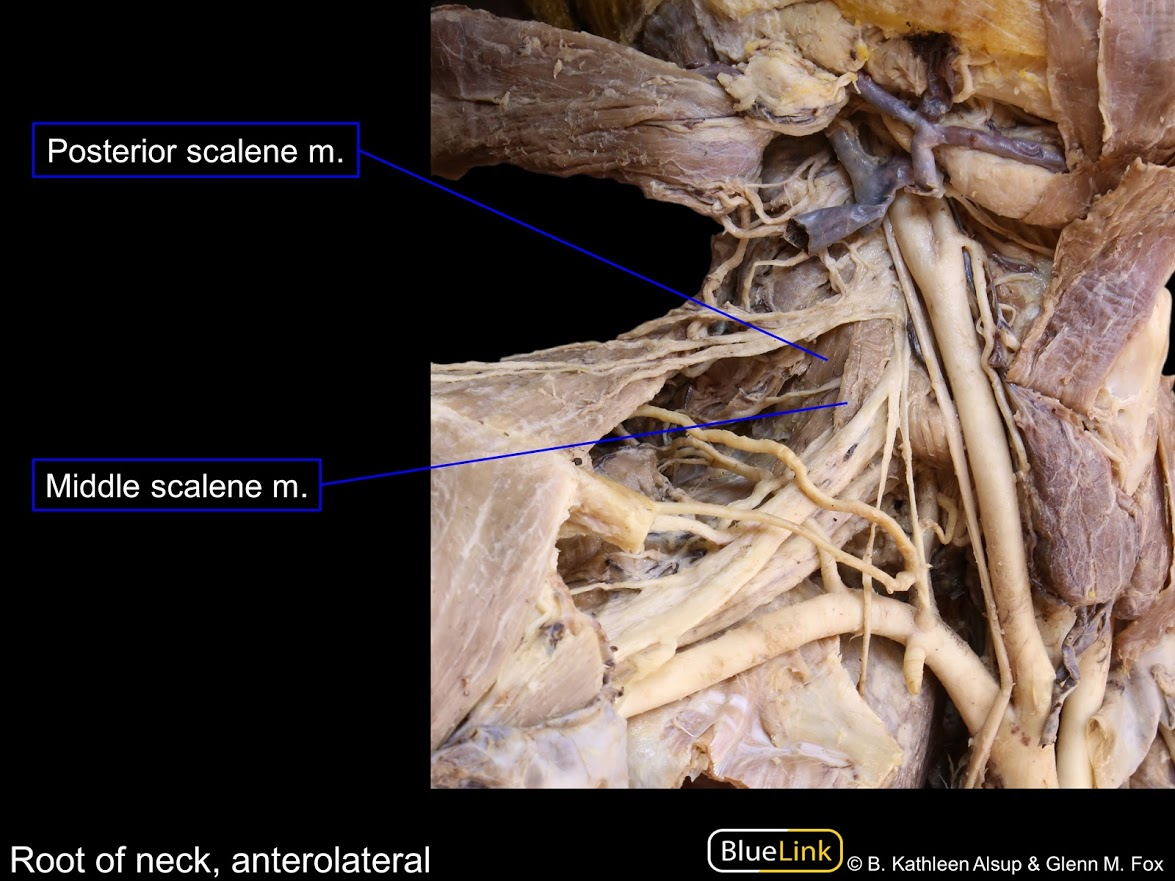 Posterior scalene m.
Middle scalene m.
Root of neck, anterolateral
BlueLink © B. Kathleen Alsup & Glenn M. Fox